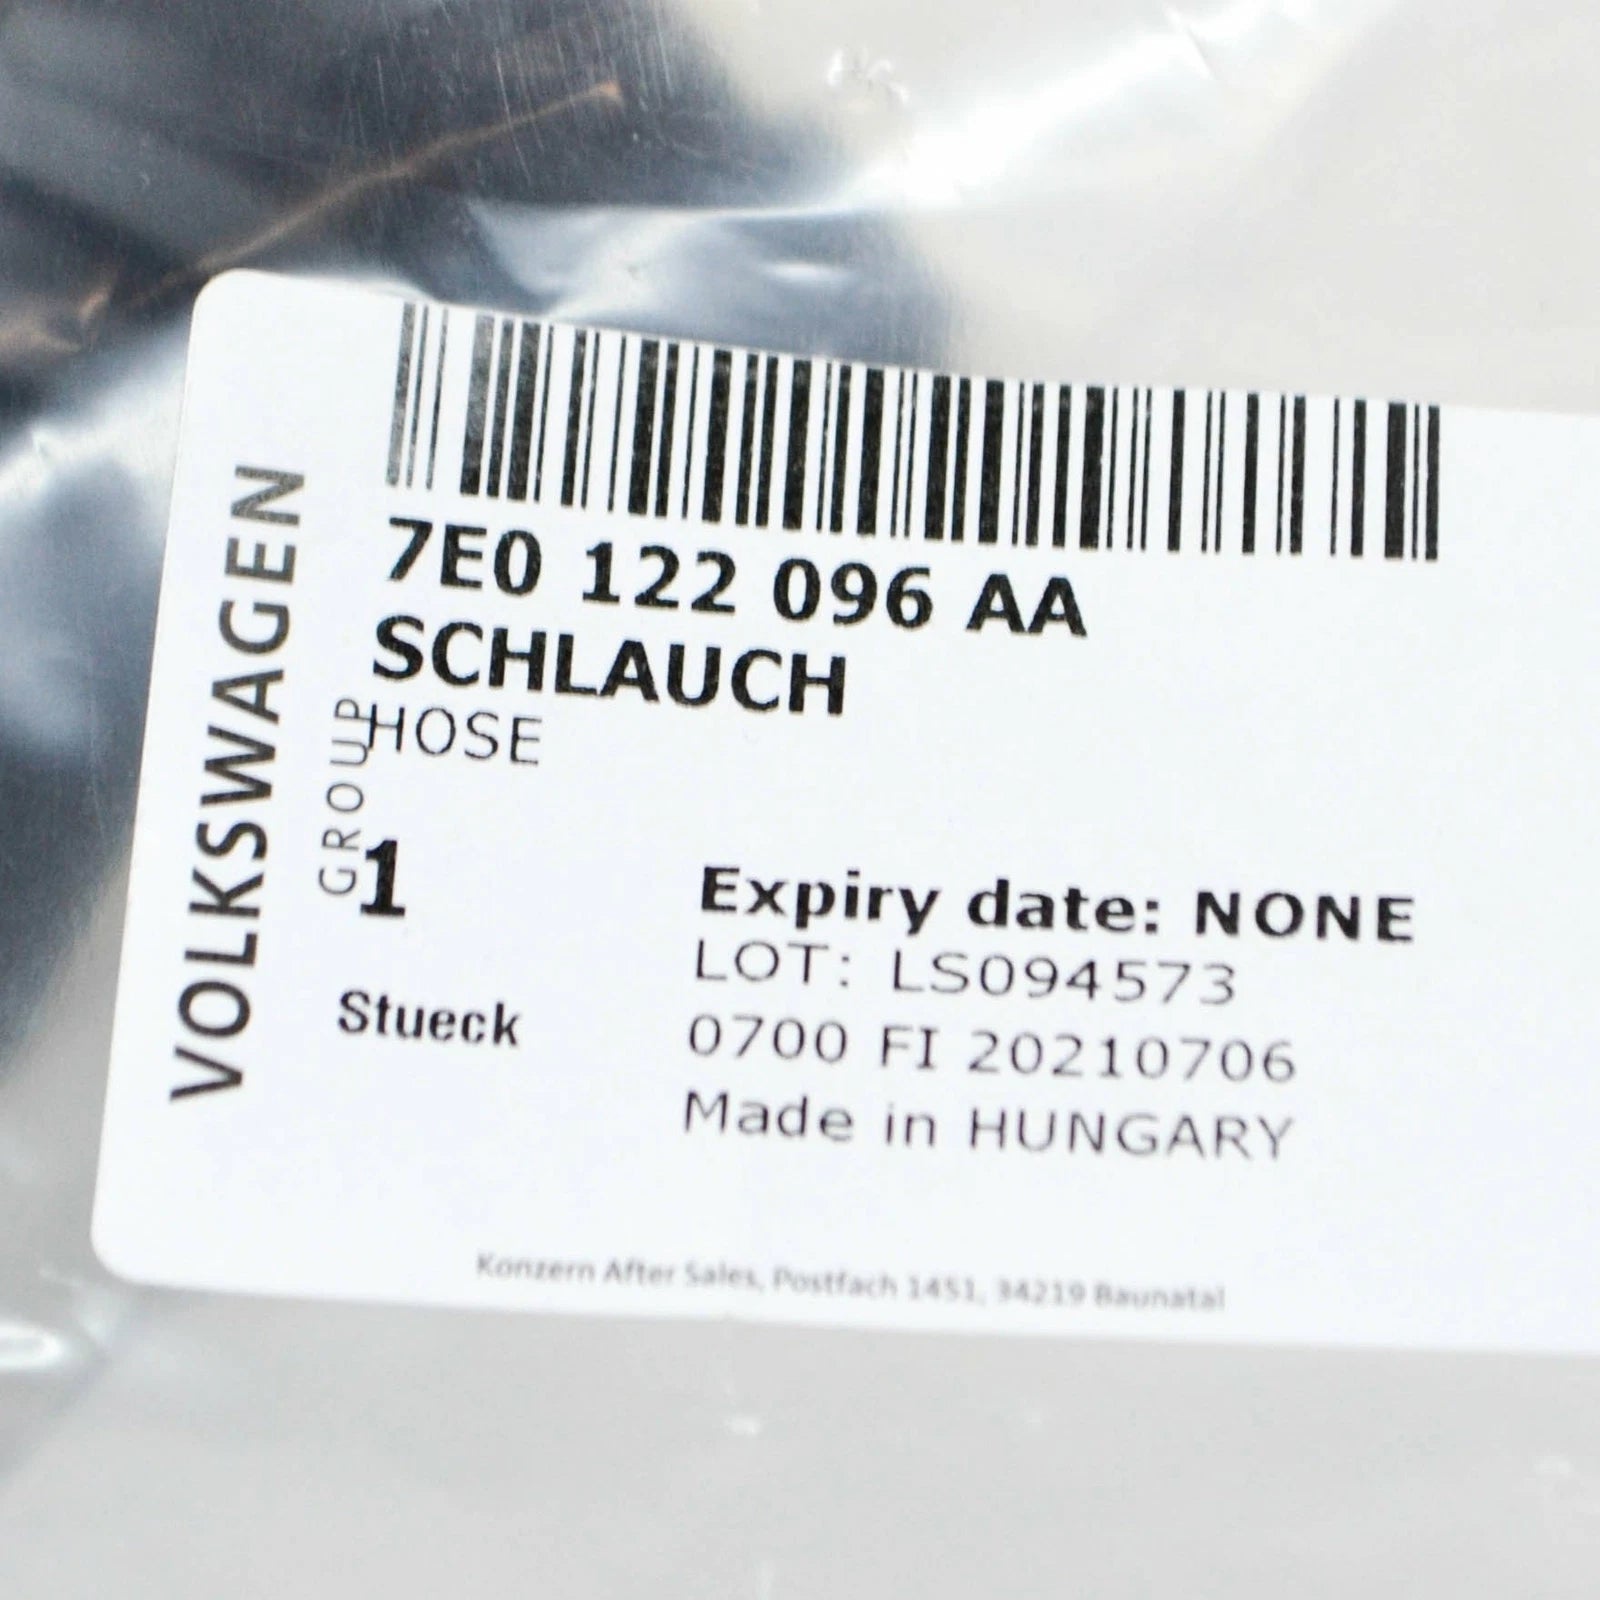 VOLKSWAGEN
GROUP
7E0 122 096 AA
SCHLAUCH
HOSE
1
Stueck
Expiry date: NONE
LOT: LS094573
0700 FI 20210706
Made in HUNGARY
Konzern After Sales, Postfach 1451, 34219 Baunatal